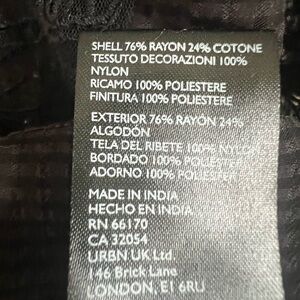 SHELL 76% RAYON 24% COTONE
TESSUTO DECORAZIONI 100%
NYLON
RICAMO 100% POLIESTERE
FINITURA 100% POLIESTERE
EXTERIOR 76% RAYON 24%
ALGODÓN
TELA DEL RIBETE 100% NYLON
BORDADO 100% POLIÉSTER
ADORNO 100% POLIÉSTER
MADE IN INDIA
HECHO EN INDIA
RN 66170
CA 32054
URBN UK Ltd.
146 Brick Lane
LONDON, E1 6RU